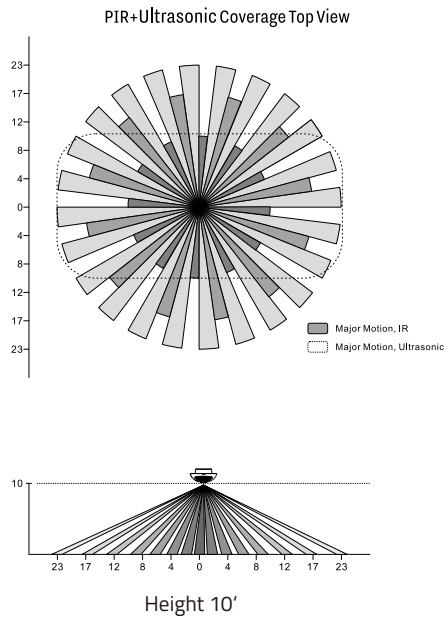 PIR+Ultrasonic Coverage Top View
23
17
12
8
4
0
4
8
12
17
23
Major Motion, IR
Major Motion, Ultrasonic
10
23 17 12 8 4 0 4 8 12 17 23
Height 10'